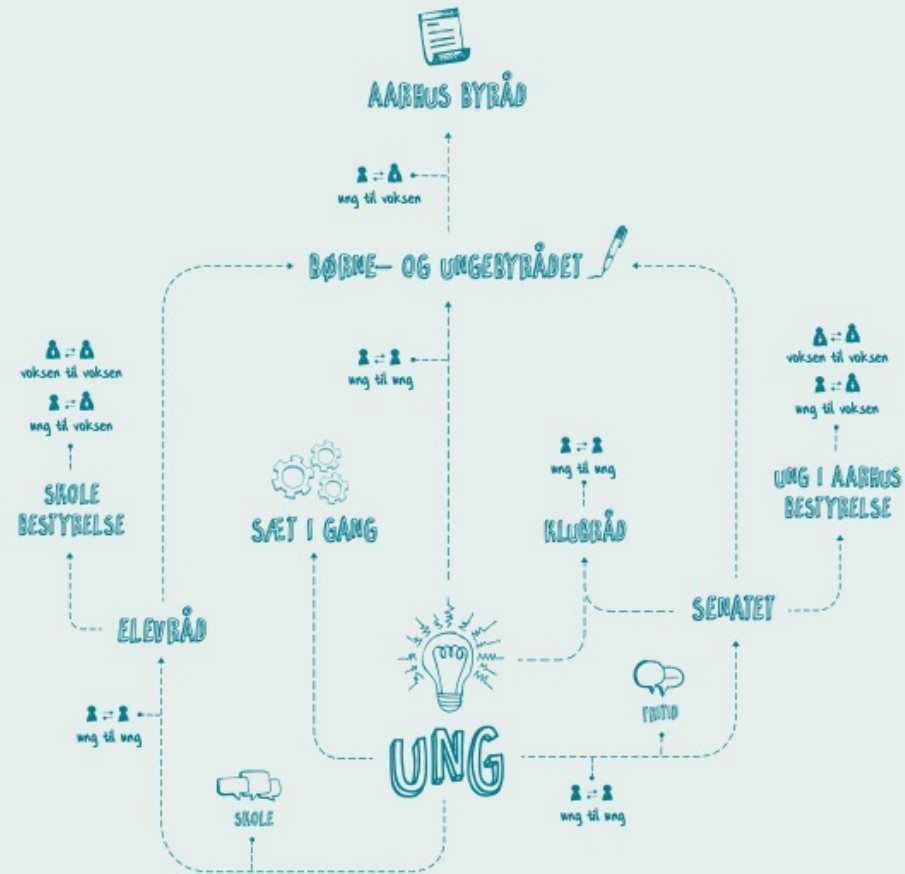 AARHUS BYRÅD
ung til voksen
BØRNE- OG UNGEBYRÅDET
ung til ung
voksen til voksen
ung til voksen
SKOLE
BESTYRELSE
SÆT I GANG
ung til ung
KLUBRÅD
voksen til voksen
ung til voksen
UNG I AARHUS
BESTYRELSE
ELEVRÅD
SENATET
ung til ung
FRITID
UNG
ung til ung
SKOLE